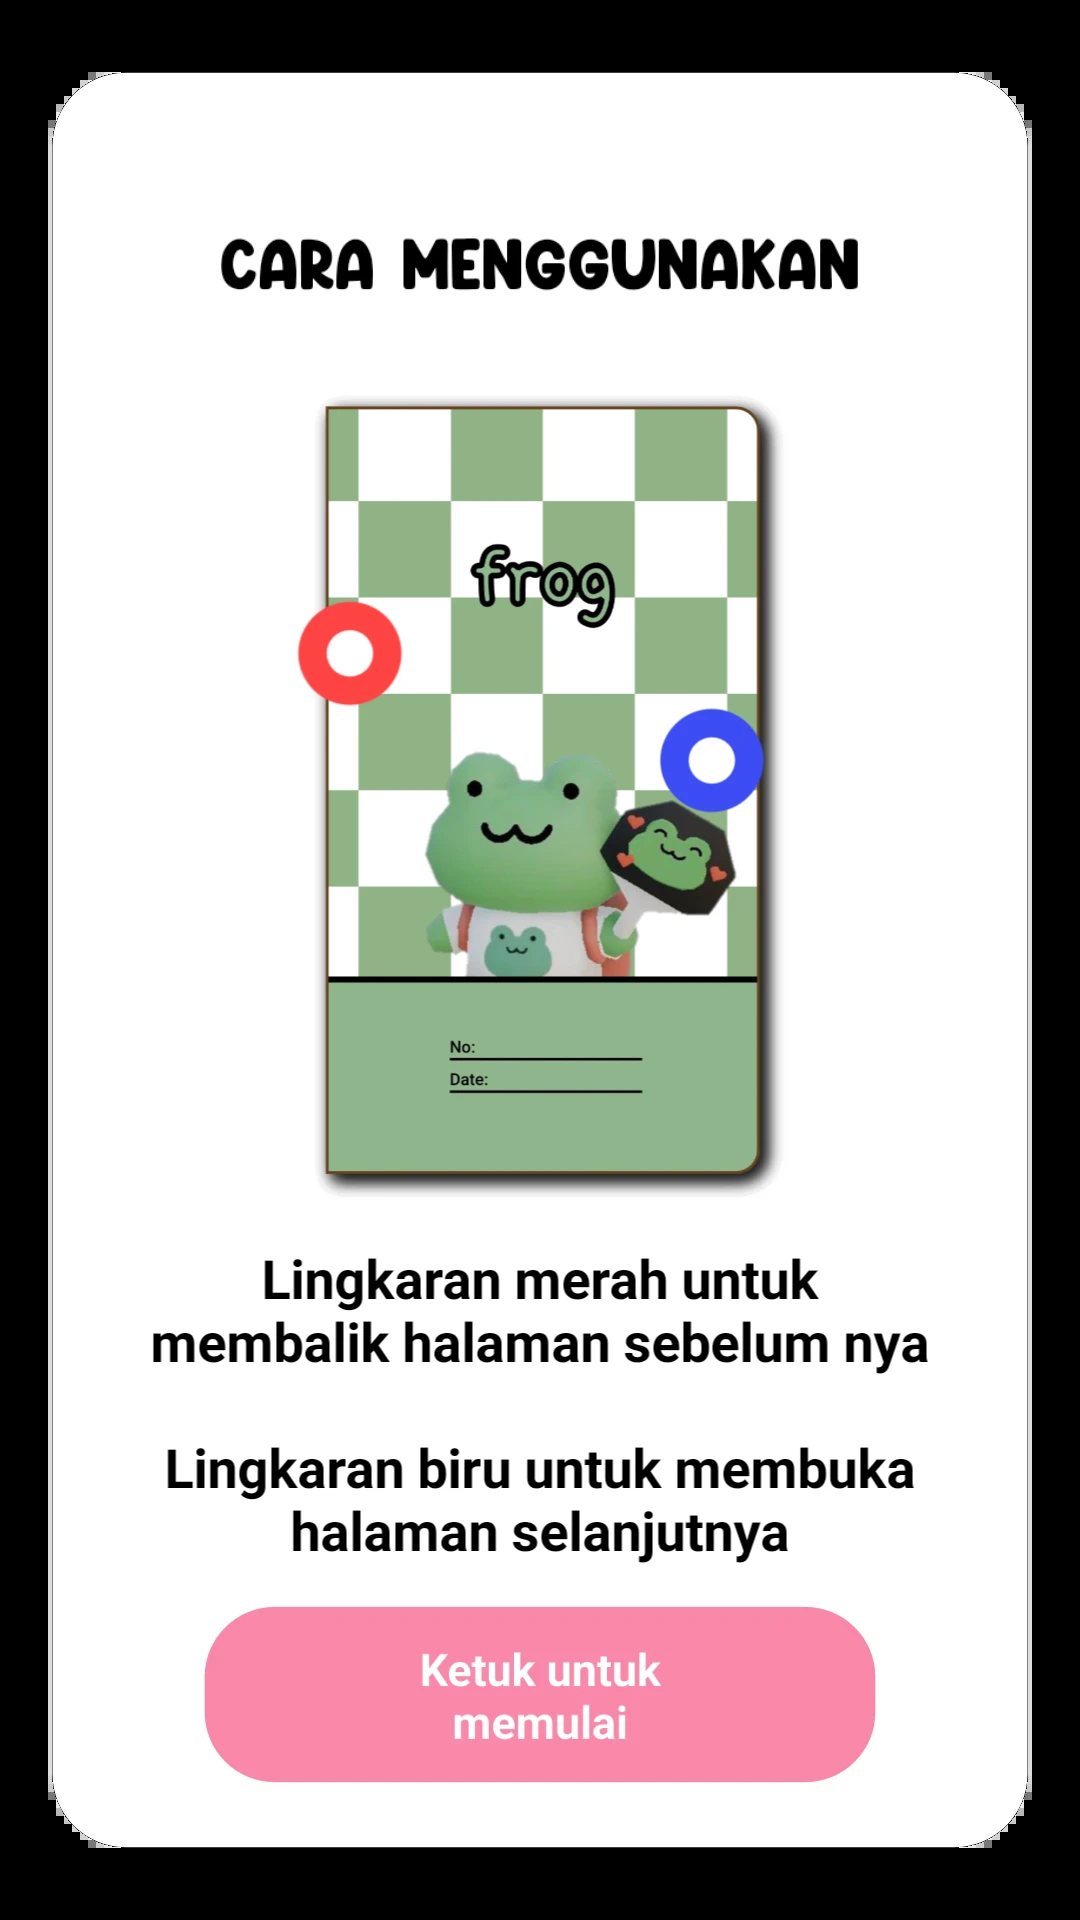 CARA MENGGUNAKAN
frog
No:
Date:
Lingkaran merah untuk
membalik halaman sebelum nya
Lingkaran biru untuk membuka
halaman selanjutnya
Ketuk untuk
memulai